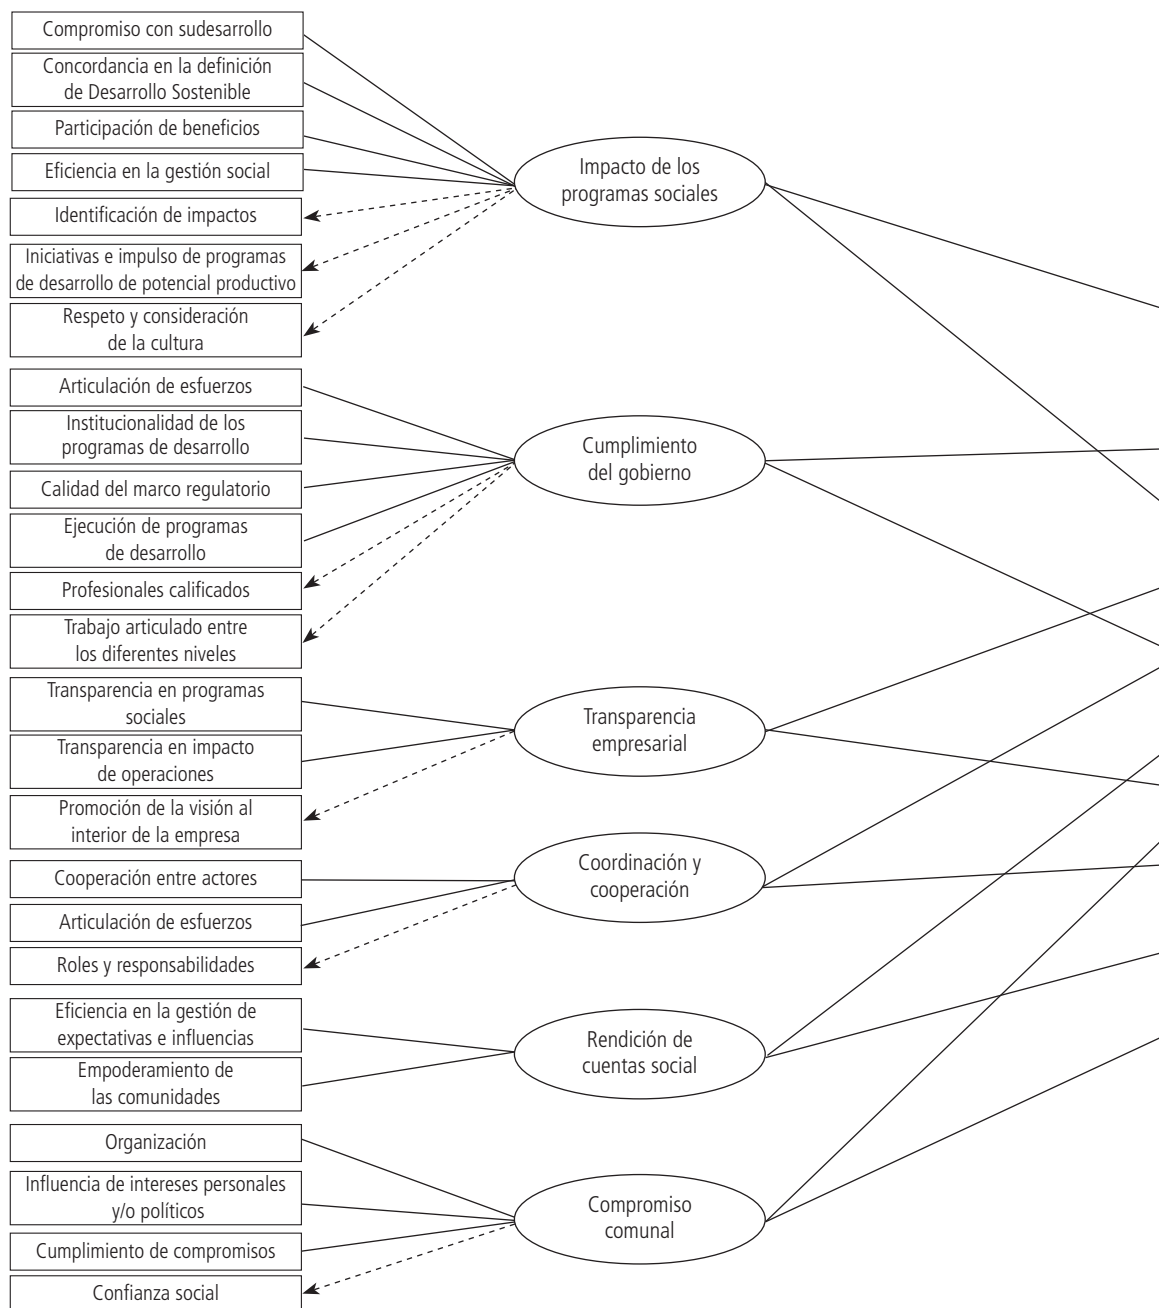 Compromiso con sudesarrollo
Concordancia en la definición
de Desarrollo Sostenible
Participación de beneficios
Eficiencia en la gestión social
Identificación de impactos
Iniciativas e impulso de programas
de desarrollo de potencial productivo
Respeto y consideración
de la cultura
Impacto de los
programas sociales
Articulación de esfuerzos
Institucionalidad de los
programas de desarrollo
Calidad del marco regulatorio
Ejecución de programas
de desarrollo
Profesionales calificados
Trabajo articulado entre
los diferentes niveles
Cumplimiento
del gobierno
Transparencia en programas
sociales
Transparencia en impacto
de operaciones
Promoción de la visión al
interior de la empresa
Transparencia
empresarial
Cooperación entre actores
Articulación de esfuerzos
Roles y responsabilidades
Coordinación y
cooperación
Eficiencia en la gestión de
expectativas e influencias
Empoderamiento de
las comunidades
Rendición de
cuentas social
Organización
Influencia de intereses personales
y/o políticos
Cumplimiento de compromisos
Confianza social
Compromiso
comunal